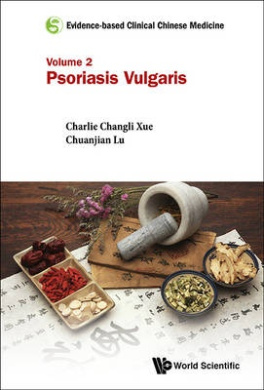 Evidence-based Clinical Chinese Medicine
Volume 2
Psoriasis Vulgaris
Charlie Changli Xue
Chuanjian Lu
World Scientific